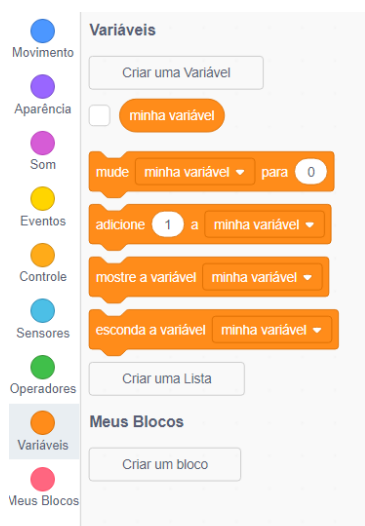 Movimento
Aparência
Som
Eventos
Controle
Sensores
Operadores
Variáveis
Meus Blocos
Variáveis
Criar uma Variável
minha variável
mude minha variável para 0
adicione 1 a minha variável
mostre a variável minha variável
esconda a variável minha variável
Criar uma Lista
Meus Blocos
Criar um bloco